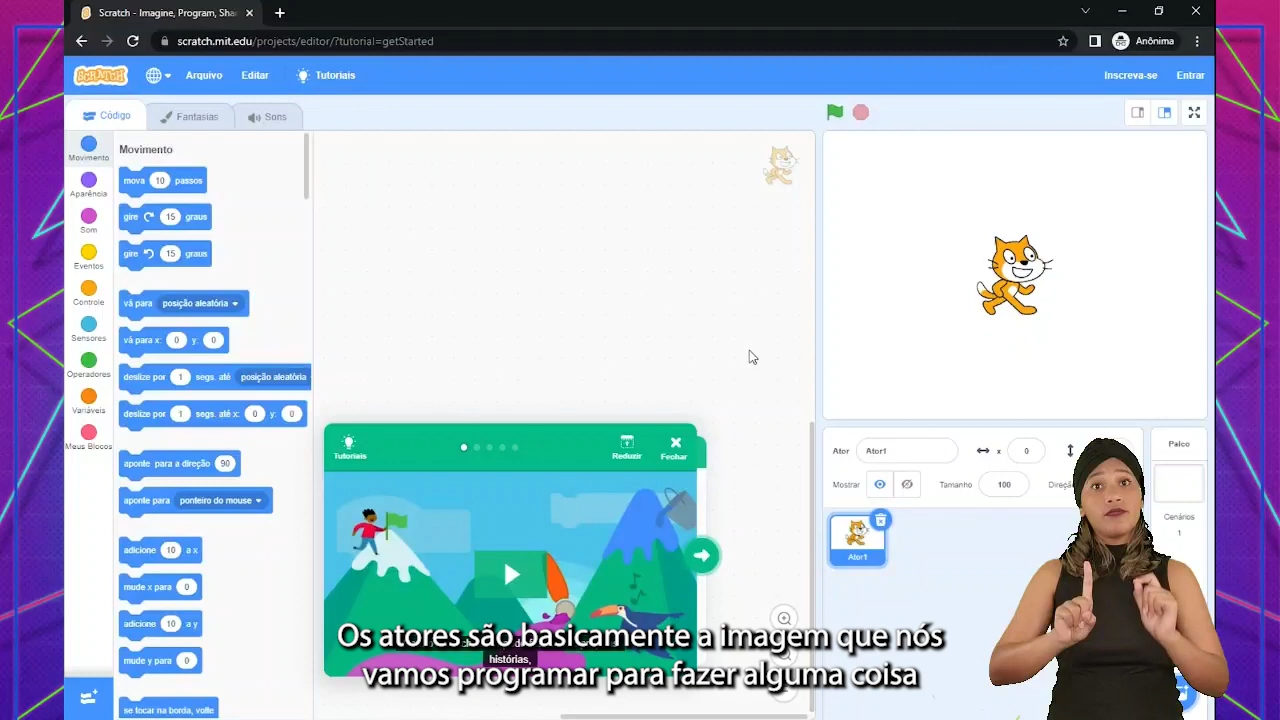 Scratch - Imagine, Program, Sha
scratch.mit.edu/projects/editor/?tutorial=getStarted
Anônima
SCRATCH
Arquivo
Editar
Tutoriais
Inscreva-se
Entrar
Código
Fantasias
Sons
Movimento
Aparência
Som
Eventos
Controle
Sensores
Operadores
Variáveis
Meus Blocos
Movimento
mova 10 passos
gire 15 graus
gire 15 graus
vá para posição aleatória
vá para x: 0 y: 0
deslize por 1 segs. até posição aleatória
deslize por 1 segs. até x: 0 y: 0
aponte para a direção 90
aponte para ponteiro do mouse
adicione 10 a x
mude x para 0
adicione 10 a y
mude y para 0
se tocar na borda, volte
Tutoriais
Reduzir
Fechar
histórias,
Ator Ator1 x 0
Mostrar Tamanho 100 Direçã
Ator1
Palco
Cenários
1
Os atores são basicamente a imagem que nós
vamos programar para fazer alguma coisa